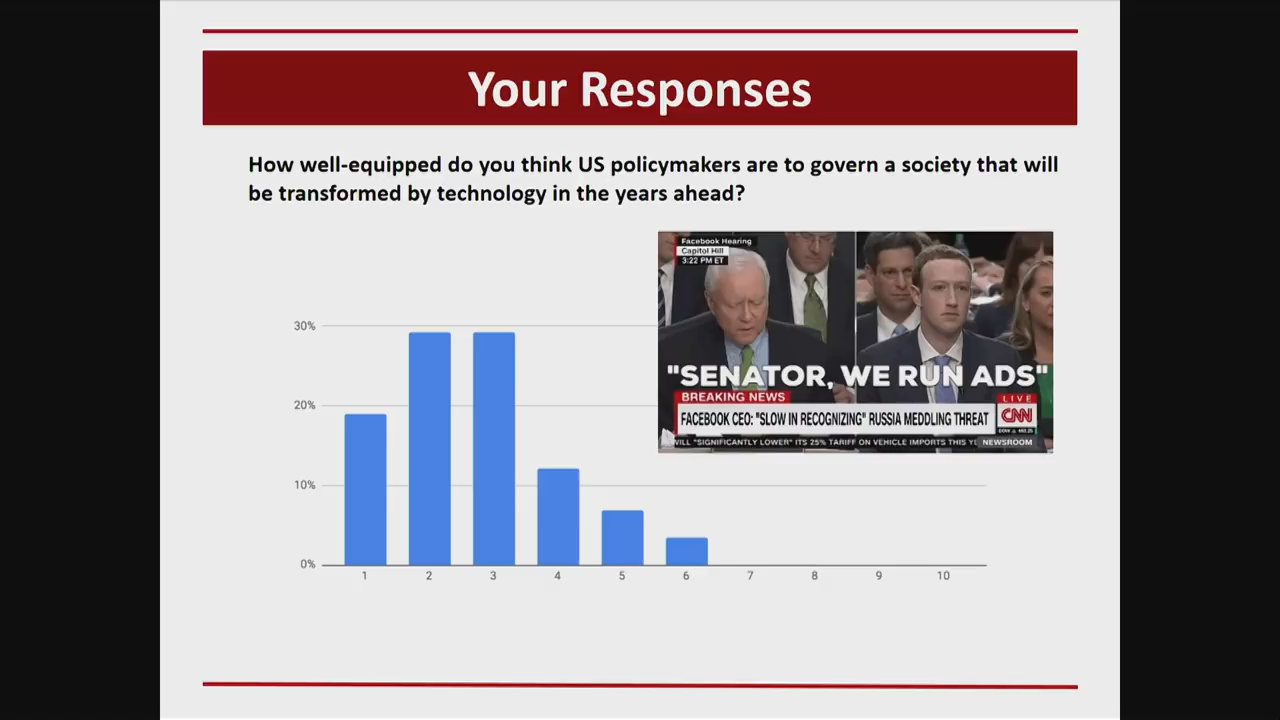 Your Responses
How well-equipped do you think US policymakers are to govern a society that will
be transformed by technology in the years ahead?
Facebook Hearing
Capitol Hill
3:22 PM ET
"SENATOR, WE RUN ADS"
BREAKING NEWS
LIVE
FACEBOOK CEO: "SLOW IN RECOGNIZING" RUSSIA MEDDLING THREAT
CNN
WILL "SIGNIFICANTLY LOWER" ITS 25% TARIFF ON VEHICLE IMPORTS THIS YE
NEWSROOM
30%
20%
10%
0%
1 2 3 4 5 6 7 8 9 10